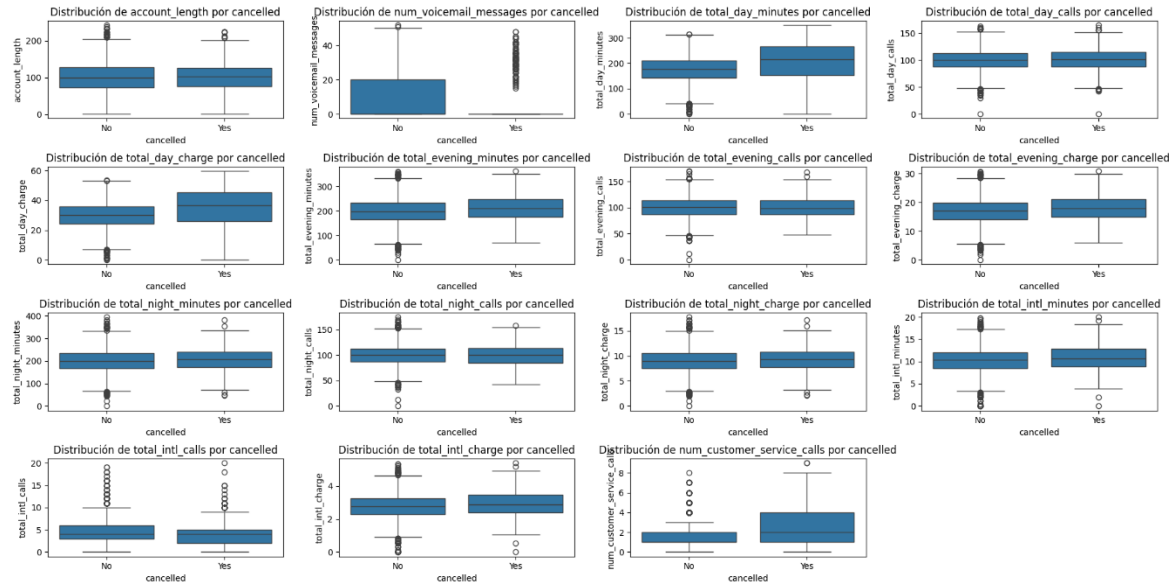 Distribución de account_length por cancelled
Distribución de num_voicemail_messages por cancelled
Distribución de total_day_minutes por cancelled
Distribución de total_day_calls por cancelled
account_length
200
100
0
No
Yes
cancelled
num_voicemail_messages
40
20
0
No
Yes
cancelled
total_day_minutes
300
200
100
0
No
Yes
cancelled
total_day_calls
150
100
50
0
No
Yes
cancelled
Distribución de total_day_charge por cancelled
Distribución de total_evening_minutes por cancelled
Distribución de total_evening_calls por cancelled
Distribución de total_evening_charge por cancelled
total_day_charge
60
40
20
0
No
Yes
cancelled
total_evening_minutes
300
200
100
0
No
Yes
cancelled
total_evening_calls
150
100
50
0
No
Yes
cancelled
total_evening_charge
30
20
10
0
No
Yes
cancelled
Distribución de total_night_minutes por cancelled
Distribución de total_night_calls por cancelled
Distribución de total_night_charge por cancelled
Distribución de total_intl_minutes por cancelled
total_night_minutes
400
300
200
100
0
No
Yes
cancelled
total_night_calls
150
100
50
0
No
Yes
cancelled
total_night_charge
15
10
5
0
No
Yes
cancelled
total_intl_minutes
20
15
10
5
0
No
Yes
cancelled
Distribución de total_intl_calls por cancelled
Distribución de total_intl_charge por cancelled
Distribución de num_customer_service_calls por cancelled
total_intl_calls
20
15
10
5
0
No
Yes
cancelled
total_intl_charge
4
2
0
No
Yes
cancelled
num_customer_service_calls
8
6
4
2
0
No
Yes
cancelled